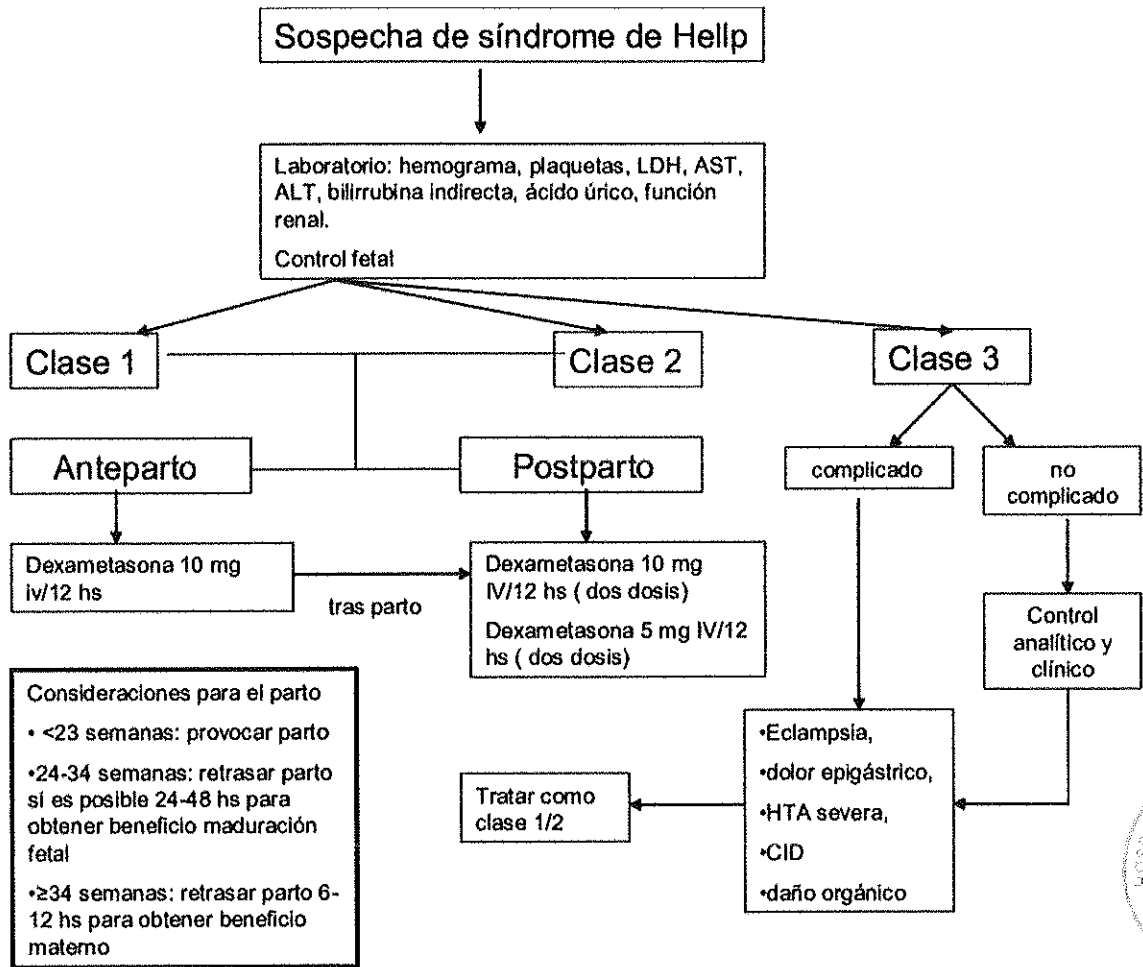 Sospecha de síndrome de Hellp
Laboratorio: hemograma, plaquetas, LDH, AST,
ALT, bilirrubina indirecta, ácido úrico, función
renal.
Control fetal
Clase 1
Clase 2
Clase 3
Anteparto
Postparto
complicado
no
complicado
Dexametasona 10 mg
iv/12 hs
tras parto
Dexametasona 10 mg
IV/12 hs ( dos dosis)
Dexametasona 5 mg IV/12
hs ( dos dosis)
Control
analítico y
clínico
Consideraciones para el parto
• <23 semanas: provocar parto
•24-34 semanas: retrasar parto
si es posible 24-48 hs para
obtener beneficio maduración
fetal
•≥34 semanas: retrasar parto 6-
12 hs para obtener beneficio
materno
Tratar como
clase 1/2
•Eclampsia,
•dolor epigástrico,
•HTA severa,
•CID
•daño orgánico